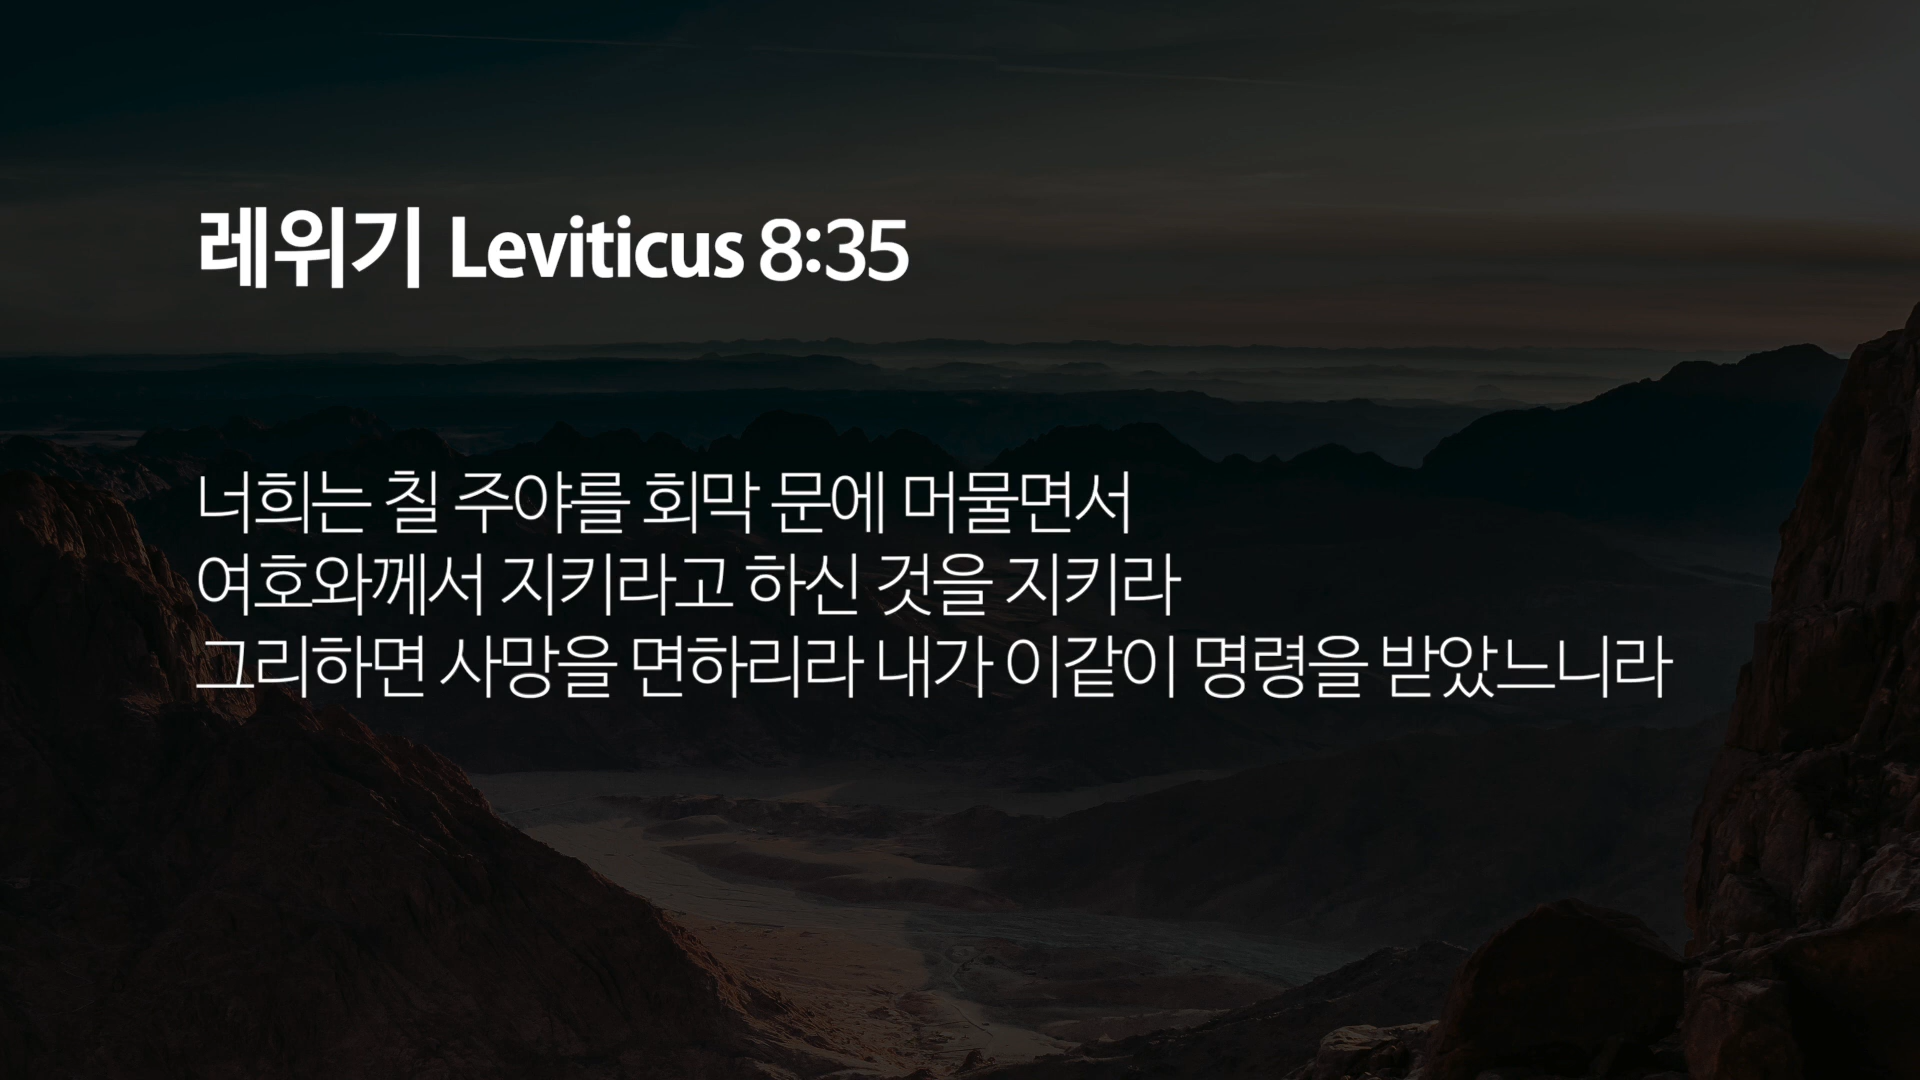 레위기 Leviticus 8:35
너희는 칠 주야를 회막 문에 머물면서
여호와께서 지키라고 하신 것을 지키라
그리하면 사망을 면하리라 내가 이같이 명령을 받았느니라